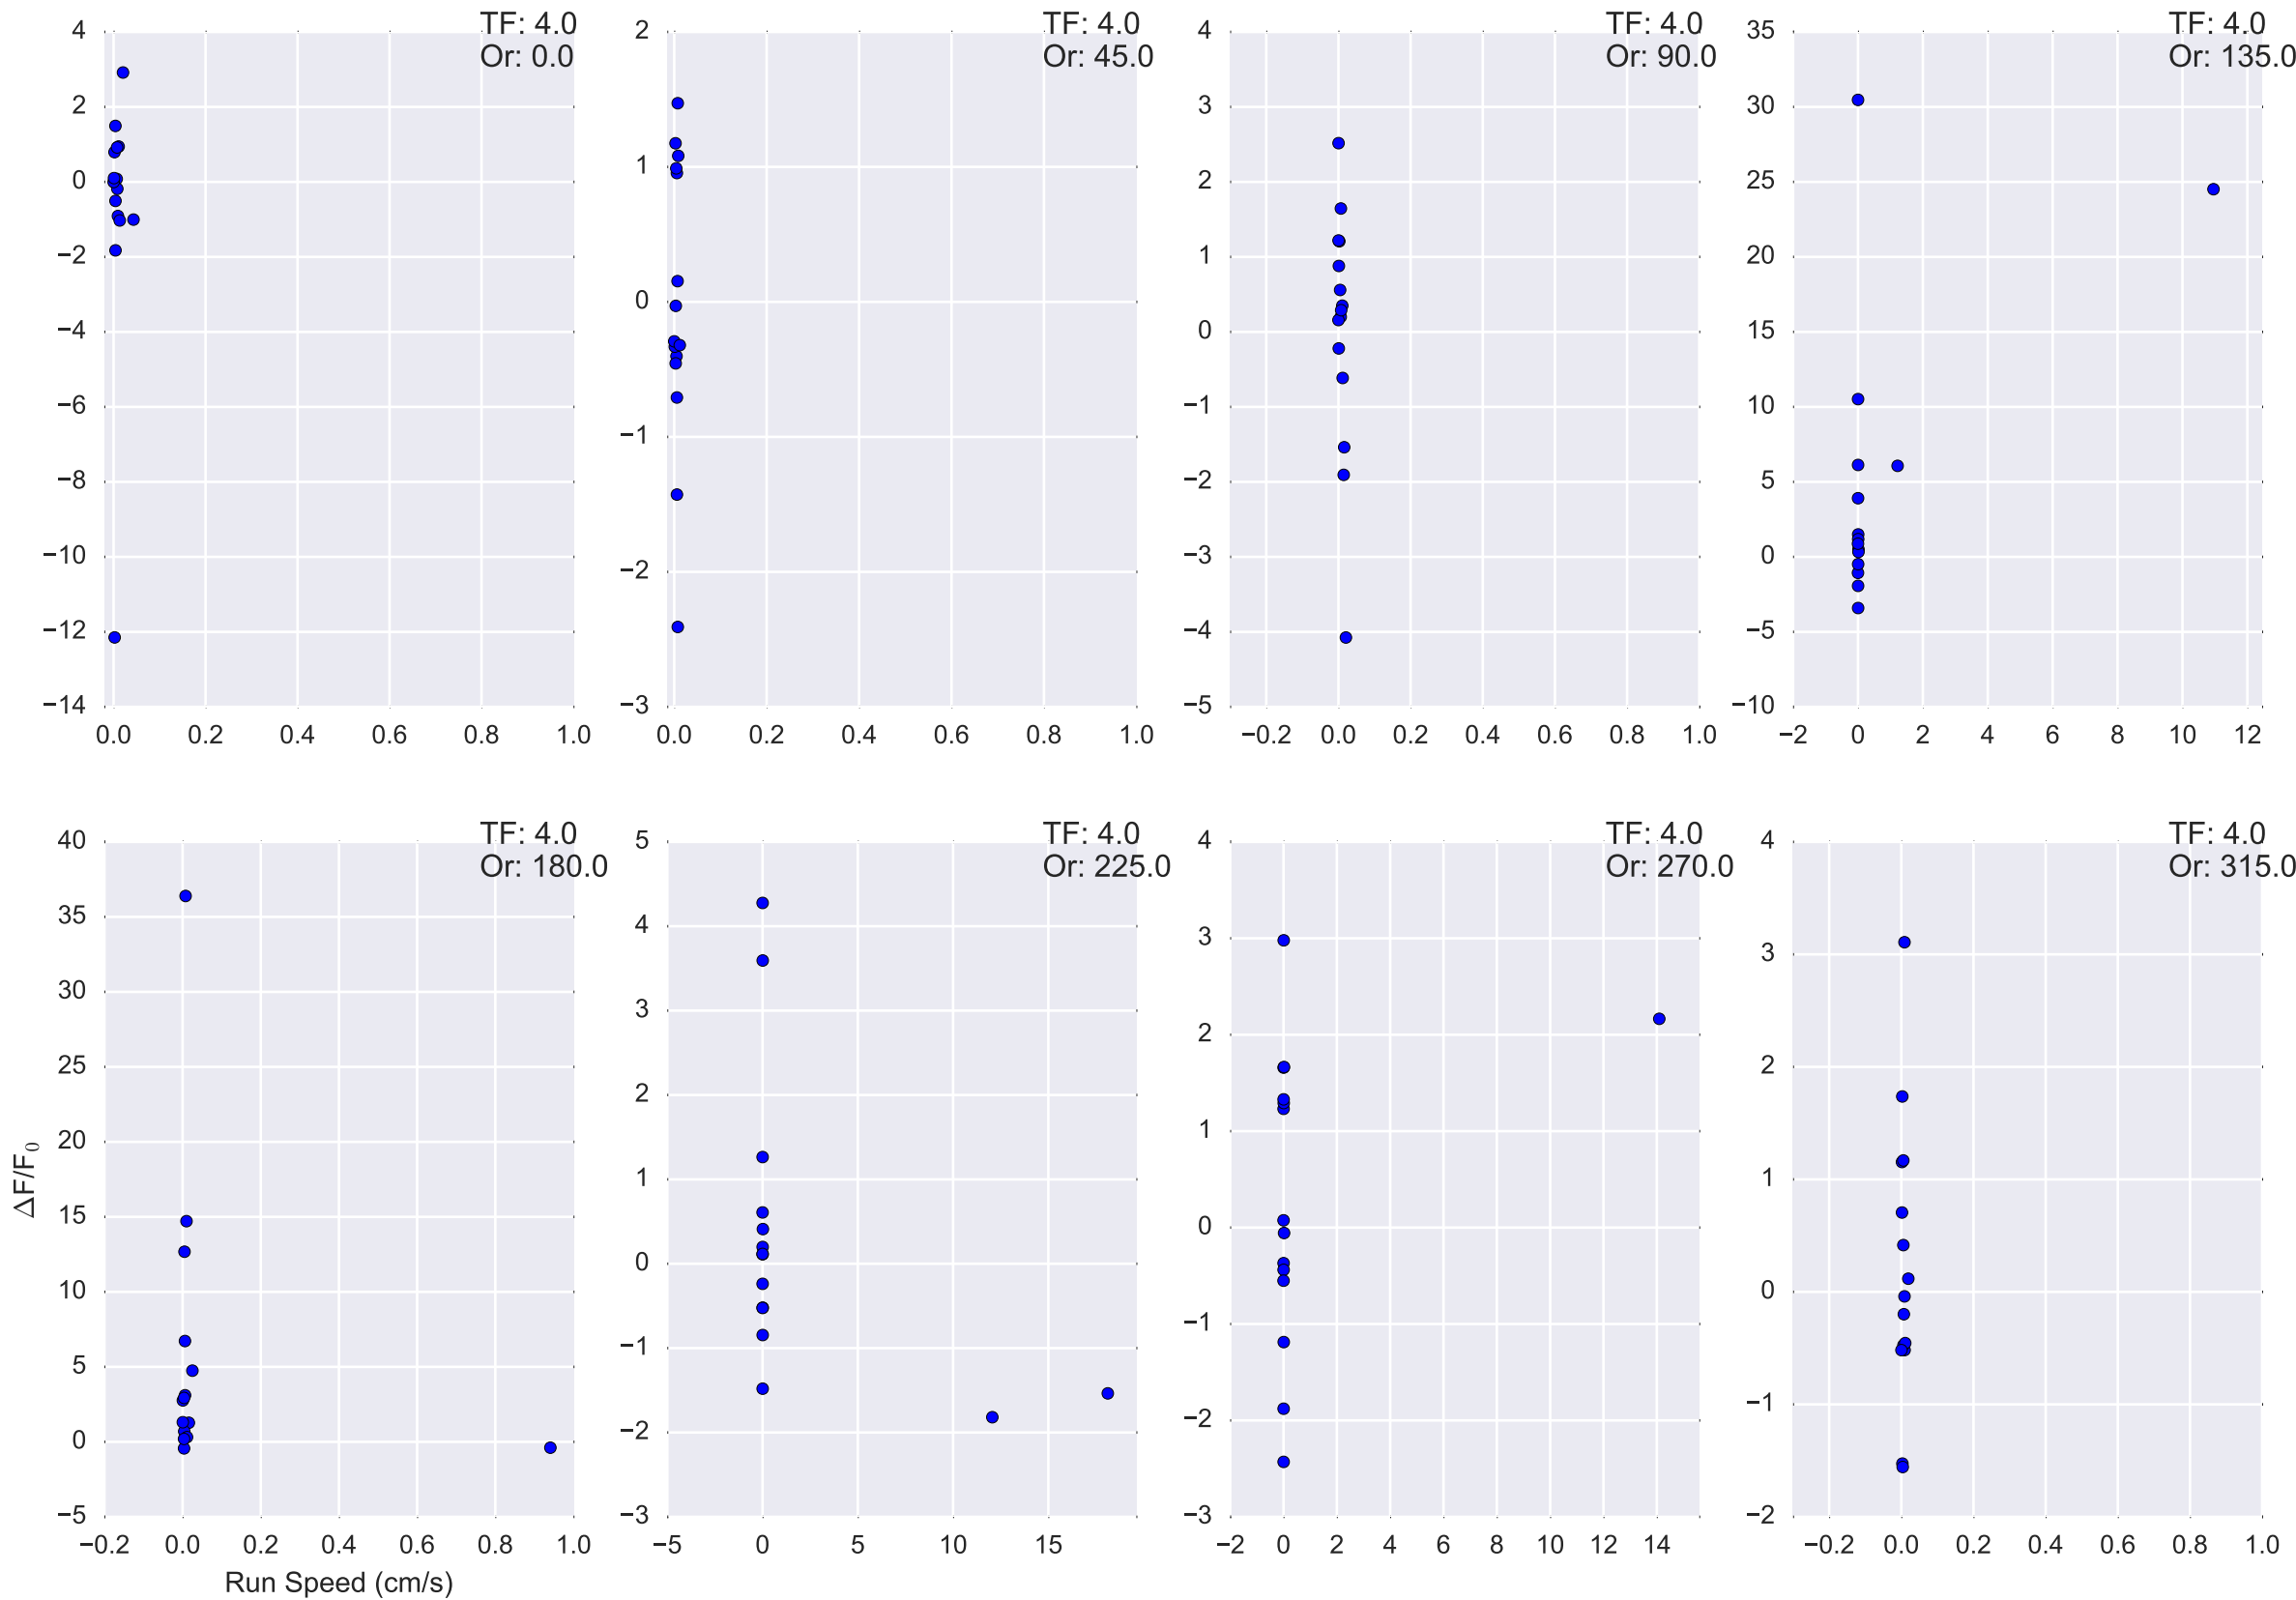 TF: 4.0
Or: 0.0
4
2
0
−2
−4
−6
−8
−10
−12
−14
0.0 0.2 0.4 0.6 0.8 1.0
TF: 4.0
Or: 45.0
2
1
0
−1
−2
−3
0.0 0.2 0.4 0.6 0.8 1.0
TF: 4.0
Or: 90.0
4
3
2
1
0
−1
−2
−3
−4
−5
−0.2 0.0 0.2 0.4 0.6 0.8 1.0
TF: 4.0
Or: 135.0
35
30
25
20
15
10
5
0
−5
−10
−2 0 2 4 6 8 10 12
TF: 4.0
Or: 180.0
40
35
30
25
20
15
10
5
0
−5
ΔF/F₀
−0.2 0.0 0.2 0.4 0.6 0.8 1.0
Run Speed (cm/s)
TF: 4.0
Or: 225.0
5
4
3
2
1
0
−1
−2
−3
−5 0 5 10 15
TF: 4.0
Or: 270.0
4
3
2
1
0
−1
−2
−3
−2 0 2 4 6 8 10 12 14
TF: 4.0
Or: 315.0
4
3
2
1
0
−1
−2
−0.2 0.0 0.2 0.4 0.6 0.8 1.0